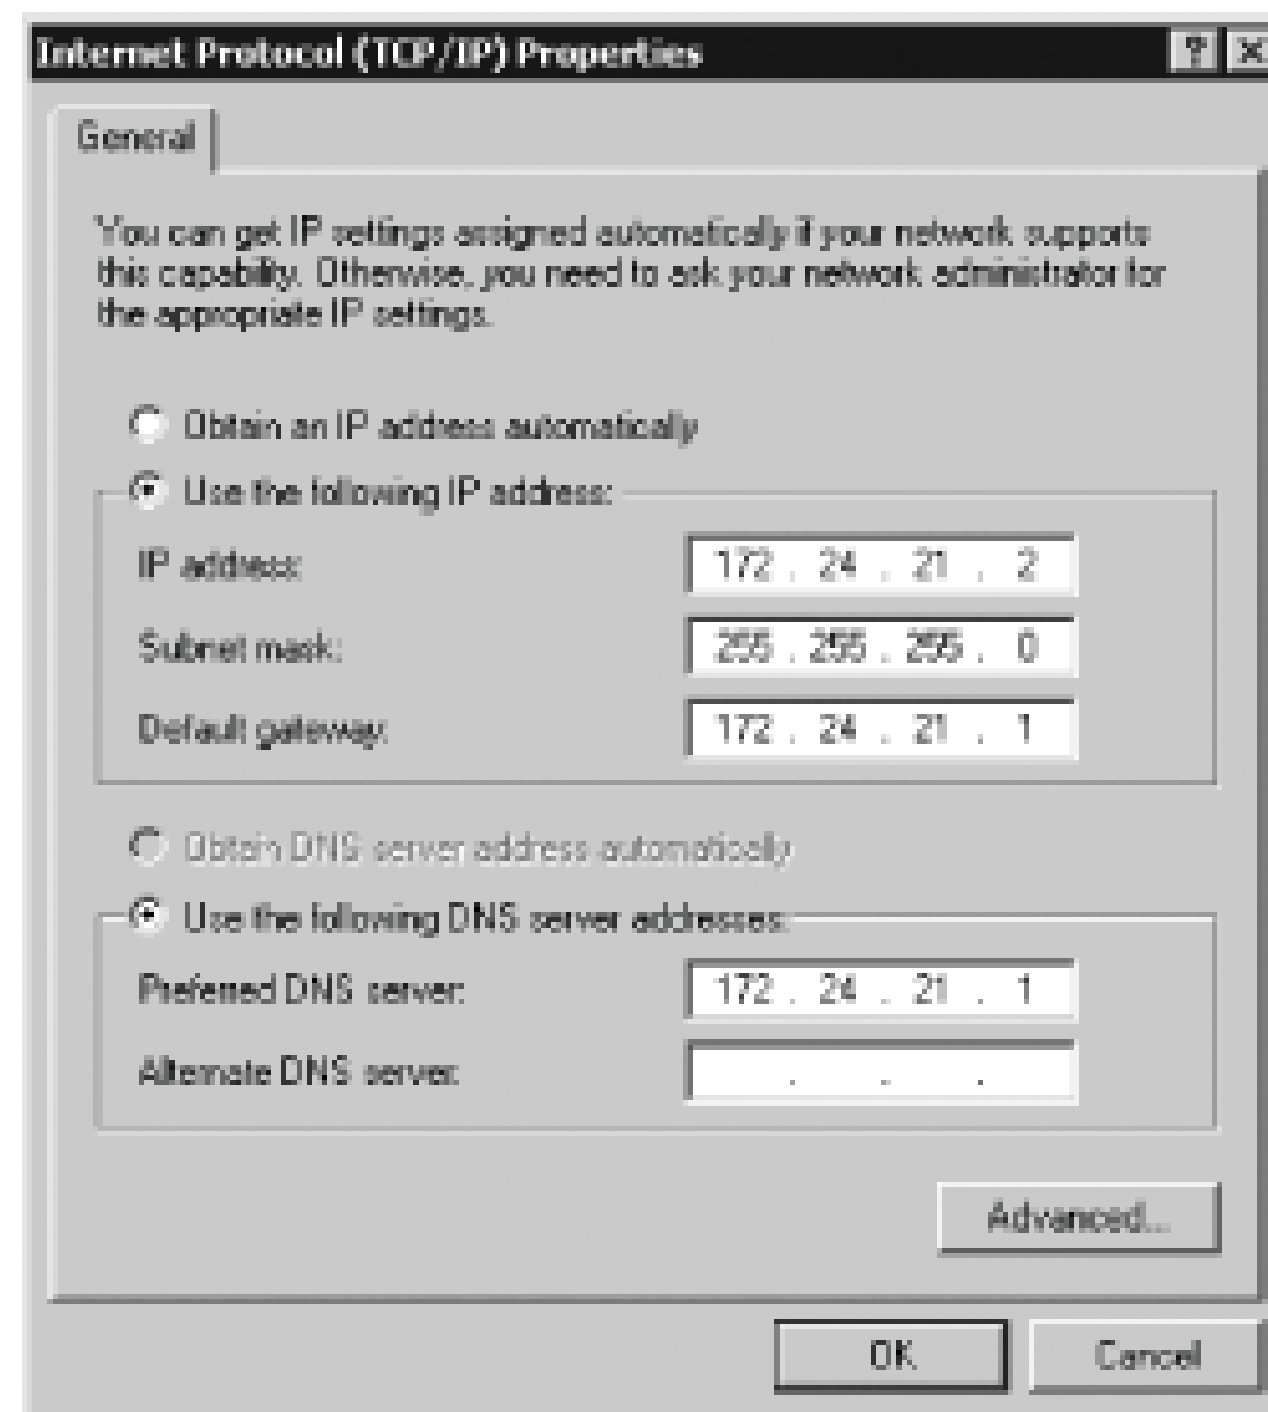 Internet Protocol (TCP/IP) Properties
General
You can get IP settings assigned automatically if your network supports
this capability. Otherwise, you need to ask your network administrator for
the appropriate IP settings.
Obtain an IP address automatically
Use the following IP address:
IP address: 172 . 24 . 21 . 2
Subnet mask: 255 . 255 . 255 . 0
Default gateway: 172 . 24 . 21 . 1
Obtain DNS server address automatically
Use the following DNS server addresses:
Preferred DNS server: 172 . 24 . 21 . 1
Alternate DNS server: . . .
Advanced...
OK Cancel